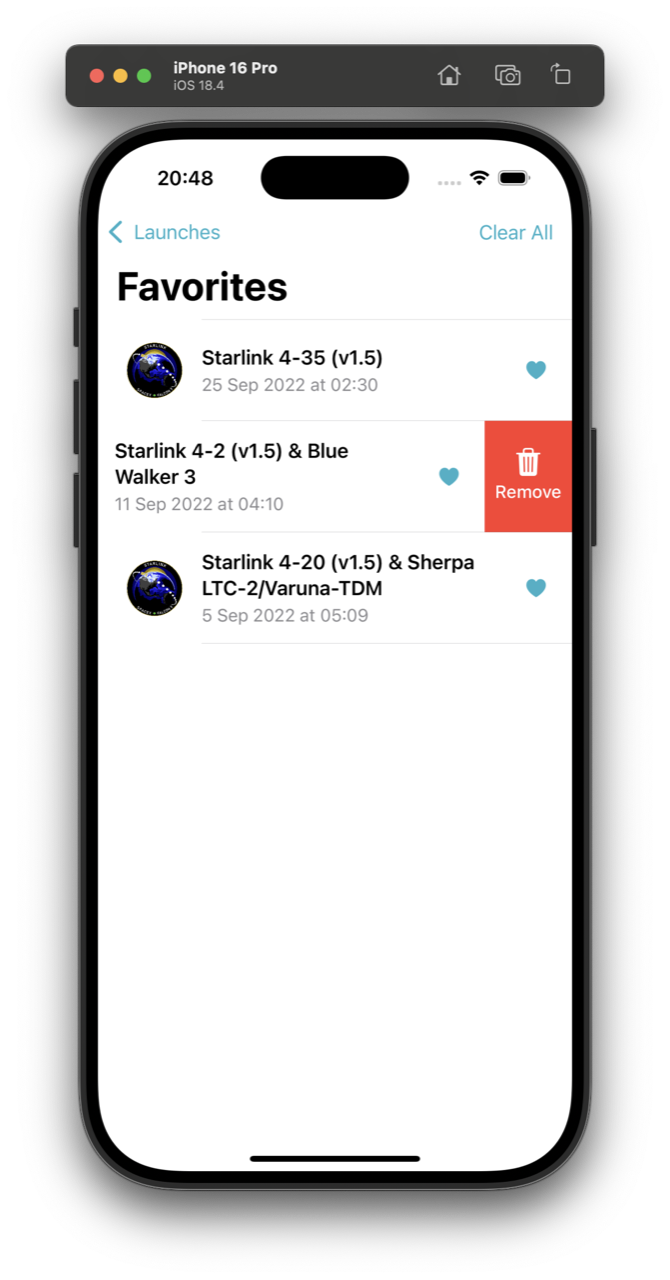 iPhone 16 Pro
iOS 18.4
20:48
Launches
Clear All
Favorites
STARLINK
Starlink 4-35 (v1.5)
25 Sep 2022 at 02:30
Starlink 4-2 (v1.5) & Blue
Walker 3
11 Sep 2022 at 04:10
Remove
STARLINK
Starlink 4-20 (v1.5) & Sherpa
LTC-2/Varuna-TDM
5 Sep 2022 at 05:09